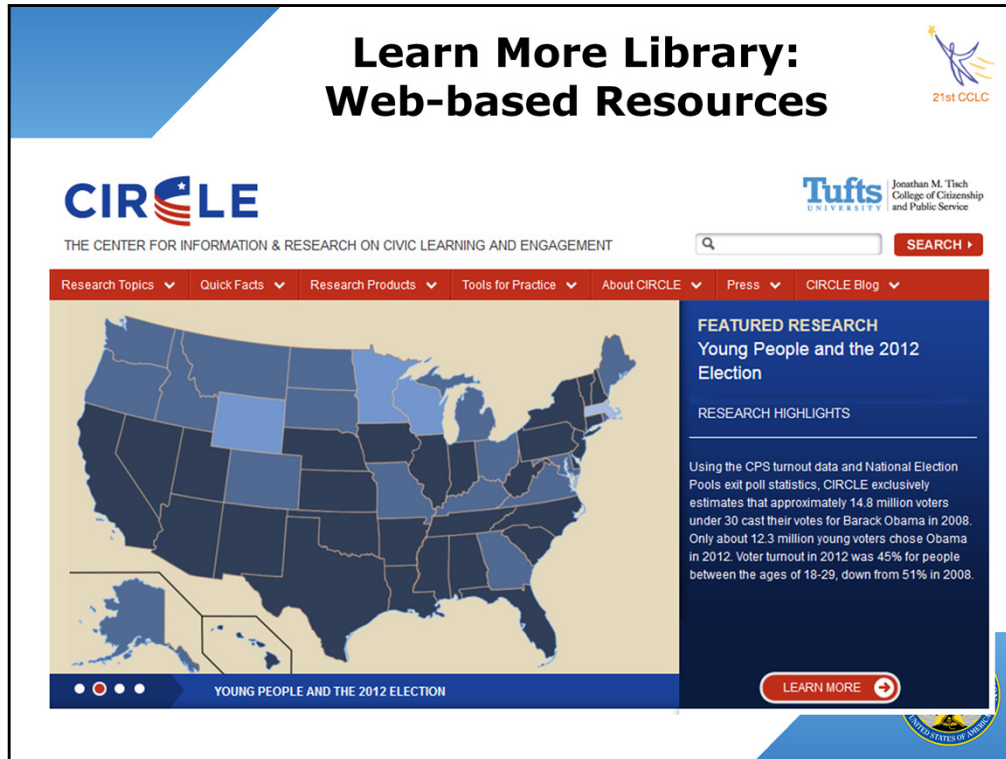 Learn More Library:
Web-based Resources
21st CCLC
CIRCLE
THE CENTER FOR INFORMATION & RESEARCH ON CIVIC LEARNING AND ENGAGEMENT
Tufts
UNIVERSITY
Jonathan M. Tisch
College of Citizenship
and Public Service
SEARCH
Research Topics Quick Facts Research Products Tools for Practice About CIRCLE Press CIRCLE Blog
FEATURED RESEARCH
Young People and the 2012
Election
RESEARCH HIGHLIGHTS
Using the CPS turnout data and National Election
Pools exit poll statistics, CIRCLE exclusively
estimates that approximately 14.8 million voters
under 30 cast their votes for Barack Obama in 2008.
Only about 12.3 million young voters chose Obama
in 2012. Voter turnout in 2012 was 45% for people
between the ages of 18-29, down from 51% in 2008.
YOUNG PEOPLE AND THE 2012 ELECTION
LEARN MORE
UNITED STATES OF AMERICA